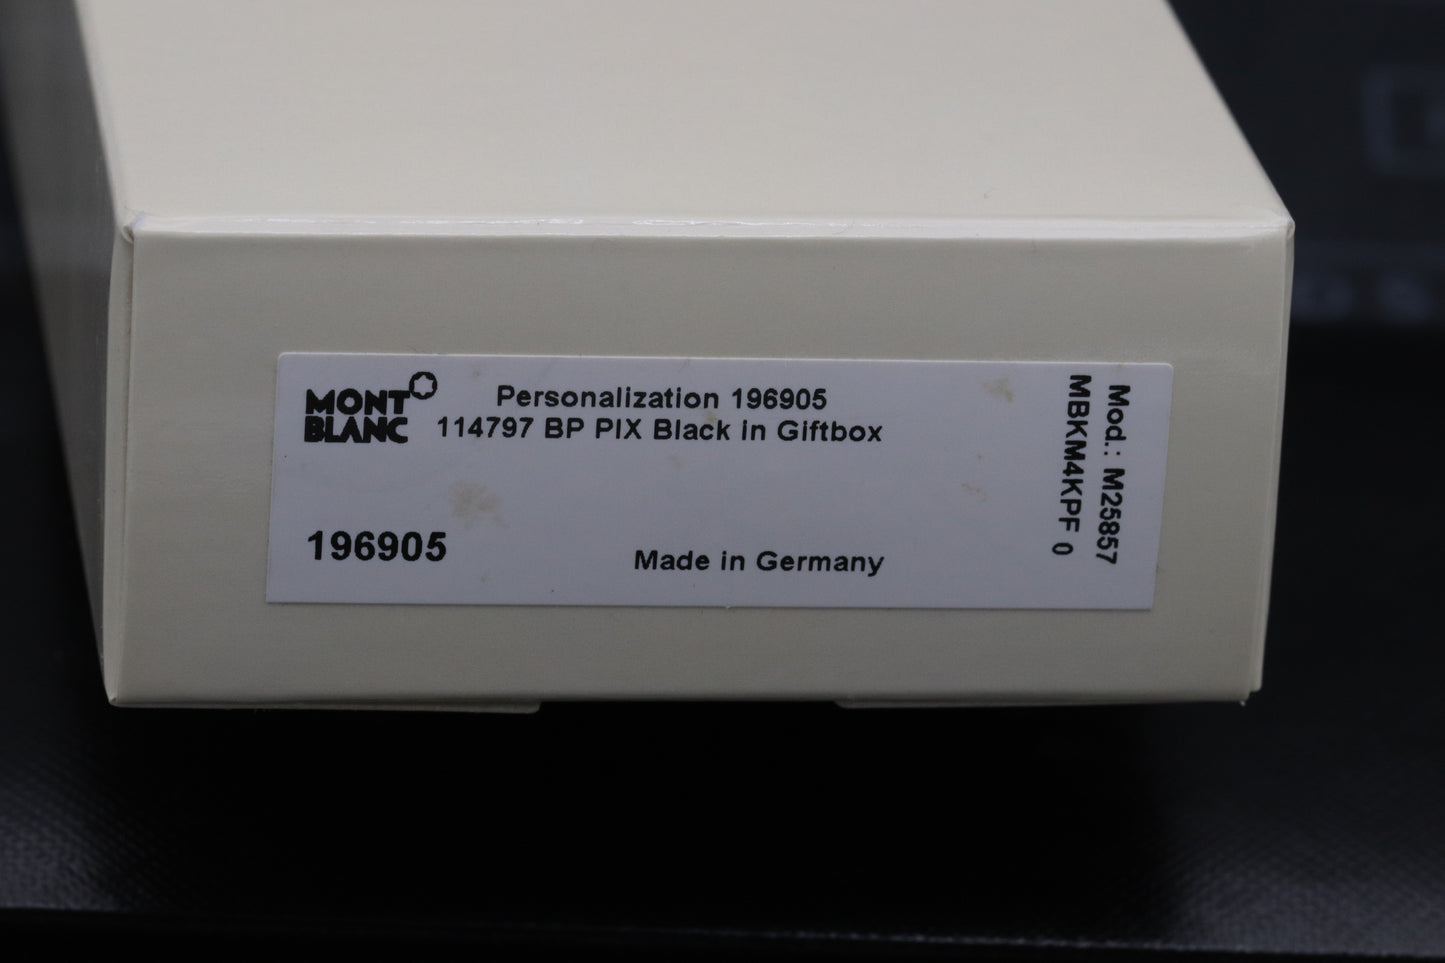 MONT
BLANC
Personalization 196905
114797 BP PIX Black in Giftbox
196905
Made in Germany
Mod.: M25857
MBKM4KPF 0